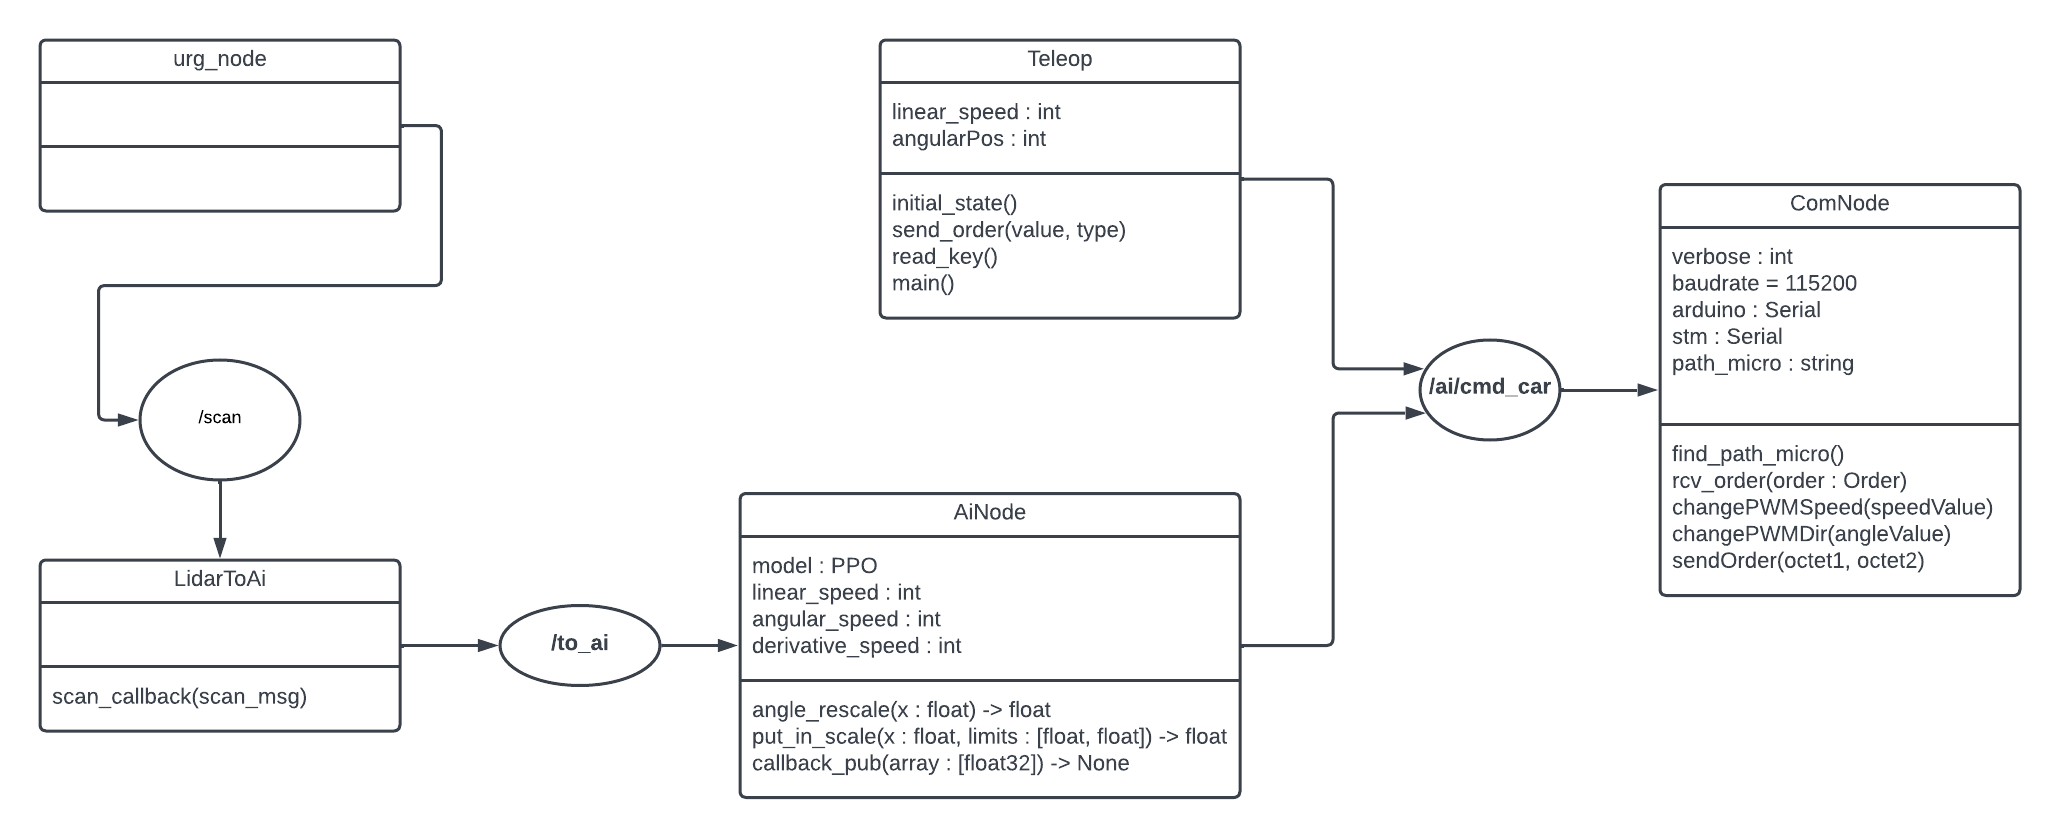 urg_node
/scan
LidarToAi
scan_callback(scan_msg)
/to_ai
Teleop
linear_speed : int
angularPos : int
initial_state()
send_order(value, type)
read_key()
main()
AiNode
model : PPO
linear_speed : int
angular_speed : int
derivative_speed : int
angle_rescale(x : float) -> float
put_in_scale(x : float, limits : [float, float]) -> float
callback_pub(array : [float32]) -> None
/ai/cmd_car
ComNode
verbose : int
baudrate = 115200
arduino : Serial
stm : Serial
path_micro : string
find_path_micro()
rcv_order(order : Order)
changePWMSpeed(speedValue)
changePWMDir(angleValue)
sendOrder(octet1, octet2)